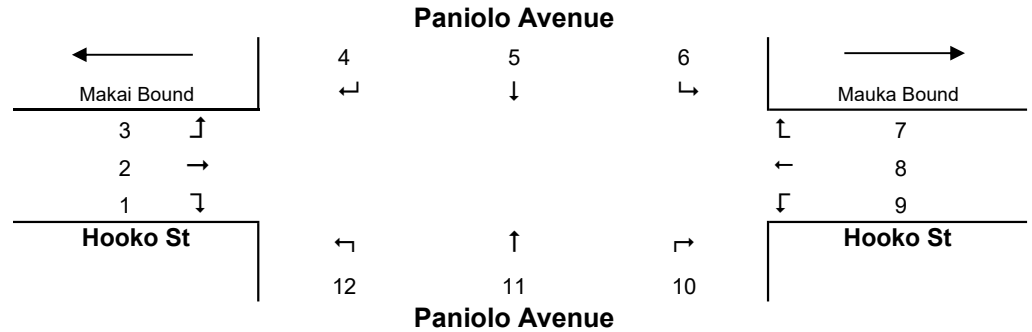 Paniolo Avenue
4 5 6
Makai Bound Mauka Bound
3 7
2 8
1 9
Hooko St Hooko St
12 11 10
Paniolo Avenue